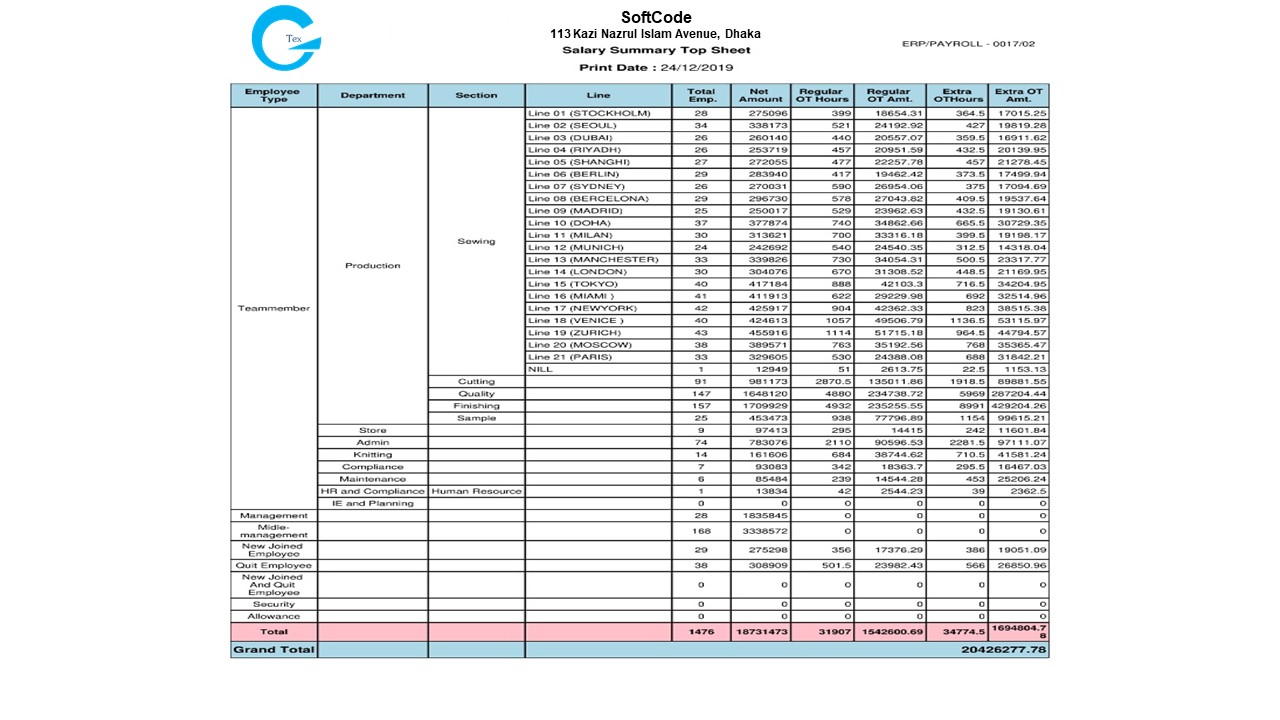 Tex
SoftCode
113 Kazi Nazrul Islam Avenue, Dhaka
Salary Summary Top Sheet
ERP/PAYROLL - 0017/02
Print Date : 24/12/2019
Employee Type Department Section Line Total Emp. Net Amount Regular OT Hours Regular OT Amt. Extra OTHours Extra OT Amt.
Teammember Production Sewing Line 01 (STOCKHOLM) 28 275096 399 18654.31 364.5 17015.25
Line 02 (SEOUL) 34 338173 521 24192.92 427 19819.28
Line 03 (DUBAI) 26 260140 440 20557.07 359.5 16911.62
Line 04 (RIYADH) 26 253719 457 20951.59 432.5 20139.95
Line 05 (SHANGHI) 27 272055 477 22257.78 457 21278.45
Line 06 (BERLIN) 29 283940 417 19462.42 373.5 17499.94
Line 07 (SYDNEY) 26 270031 590 26954.06 375 17094.69
Line 08 (BERCELONA) 29 296730 578 27043.82 409.5 19537.64
Line 09 (MADRID) 25 250017 529 23962.63 432.5 19130.61
Line 10 (DOHA) 37 377874 740 34862.66 665.5 30729.35
Line 11 (MILAN) 30 313621 700 33316.18 399.5 19198.17
Line 12 (MUNICH) 24 242692 540 24540.35 312.5 14318.04
Line 13 (MANCHESTER) 33 339826 730 34054.31 500.5 23317.77
Line 14 (LONDON) 30 304076 670 31308.52 448.5 21169.95
Line 15 (TOKYO) 40 417184 888 42103.3 716.5 34204.95
Line 16 (MIAMI ) 41 411913 622 29229.98 692 32514.96
Line 17 (NEWYORK) 42 425917 904 42362.33 823 38515.38
Line 18 (VENICE ) 40 424613 1057 49506.79 1136.5 53115.97
Line 19 (ZURICH) 43 455916 1114 51715.18 964.5 44794.57
Line 20 (MOSCOW) 38 389571 763 35192.56 768 35365.47
Line 21 (PARIS) 33 329605 530 24388.08 688 31842.21
NILL 1 12949 51 2613.75 22.5 1153.13
Cutting 91 981173 2870.5 135011.86 1918.5 89881.55
Quality 147 1648120 4880 234738.72 5969 287204.44
Finishing 157 1709929 4932 235255.55 8991 429204.26
Sample 25 453473 938 77796.89 1154 99615.21
Store 9 97413 295 14415 242 11601.84
Admin 74 783076 2110 90596.53 2281.5 97111.07
Knitting 14 161606 684 38744.62 710.5 41581.24
Compliance 7 93083 342 18363.7 295.5 16467.03
Maintenance 6 85484 239 14544.28 453 25206.24
HR and Compliance Human Resource 1 13834 42 2544.23 39 2362.5
IE and Planning 0 0 0 0 0 0
Management 28 1835845 0 0 0 0
Midle-management 168 3338572 0 0 0 0
New Joined Employee 29 275298 356 17376.29 386 19051.09
Quit Employee 38 308909 501.5 23982.43 566 26850.96
New Joined And Quit Employee 0 0 0 0 0 0
Security 0 0 0 0 0 0
Allowance 0 0 0 0 0 0
Total 1476 18731473 31907 1542600.69 34774.5 1694804.78
Grand Total 20426277.78